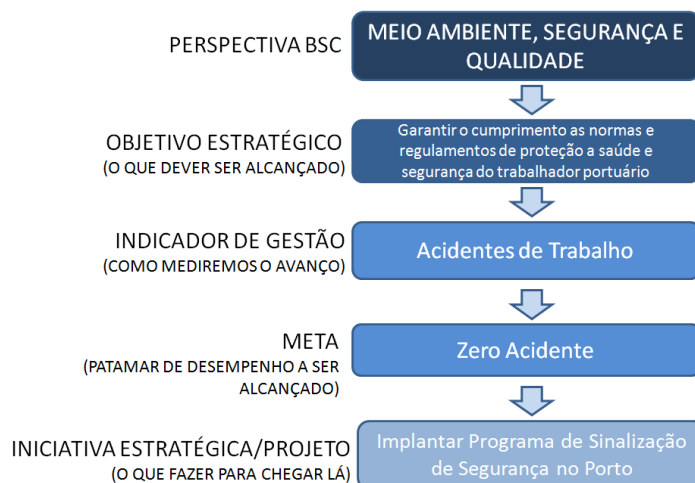 PERSPECTIVA BSC
MEIO AMBIENTE, SEGURANÇA E
QUALIDADE
OBJETIVO ESTRATÉGICO
(O QUE DEVER SER ALCANÇADO)
Garantir o cumprimento as normas e
regulamentos de proteção a saúde e
segurança do trabalhador portuário
INDICADOR DE GESTÃO
(COMO MEDIREMOS O AVANÇO)
Acidentes de Trabalho
META
(PATAMAR DE DESEMPENHO A SER
ALCANÇADO)
Zero Acidente
INICIATIVA ESTRATÉGICA/PROJETO
(O QUE FAZER PARA CHEGAR LÁ)
Implantar Programa de Sinalização
de Segurança no Porto